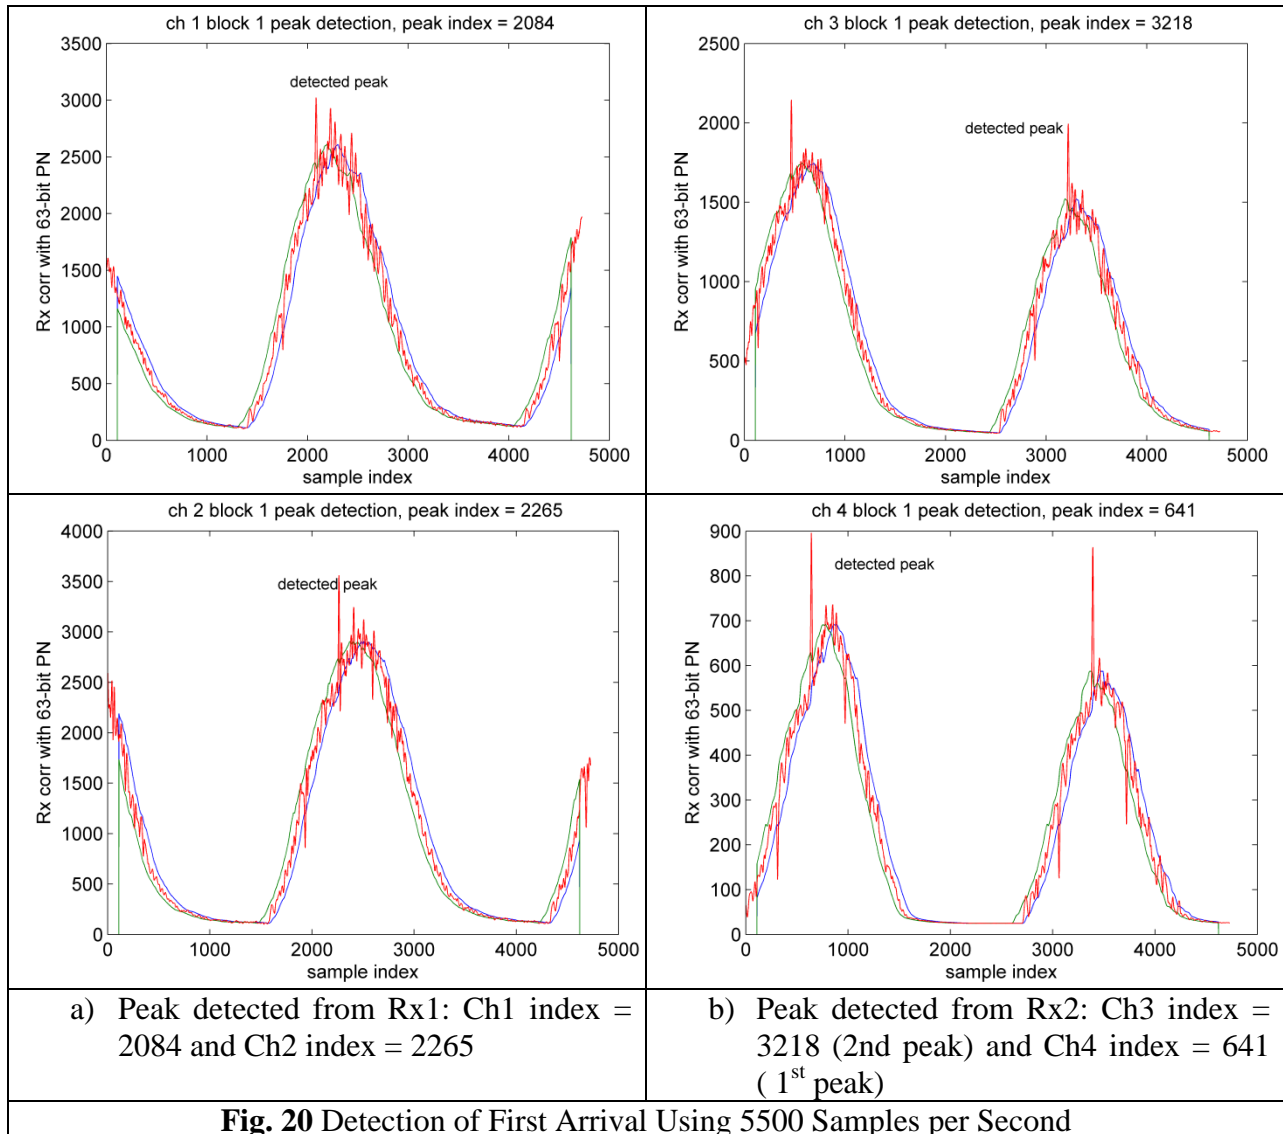 ch 1 block 1 peak detection, peak index = 2084
3500
3000
2500
2000
1500
1000
500
0
Rx corr with 63-bit PN
detected peak
0 1000 2000 3000 4000 5000
sample index
ch 3 block 1 peak detection, peak index = 3218
2500
2000
1500
1000
500
0
Rx corr with 63-bit PN
detected peak
0 1000 2000 3000 4000 5000
sample index
ch 2 block 1 peak detection, peak index = 2265
4000
3500
3000
2500
2000
1500
1000
500
0
Rx corr with 63-bit PN
detected peak
0 1000 2000 3000 4000 5000
sample index
ch 4 block 1 peak detection, peak index = 641
900
800
700
600
500
400
300
200
100
0
Rx corr with 63-bit PN
detected peak
0 1000 2000 3000 4000 5000
sample index
a) Peak detected from Rx1: Ch1 index =
2084 and Ch2 index = 2265
b) Peak detected from Rx2: Ch3 index =
3218 (2nd peak) and Ch4 index = 641
( 1st peak)
Fig. 20 Detection of First Arrival Using 5500 Samples per Second